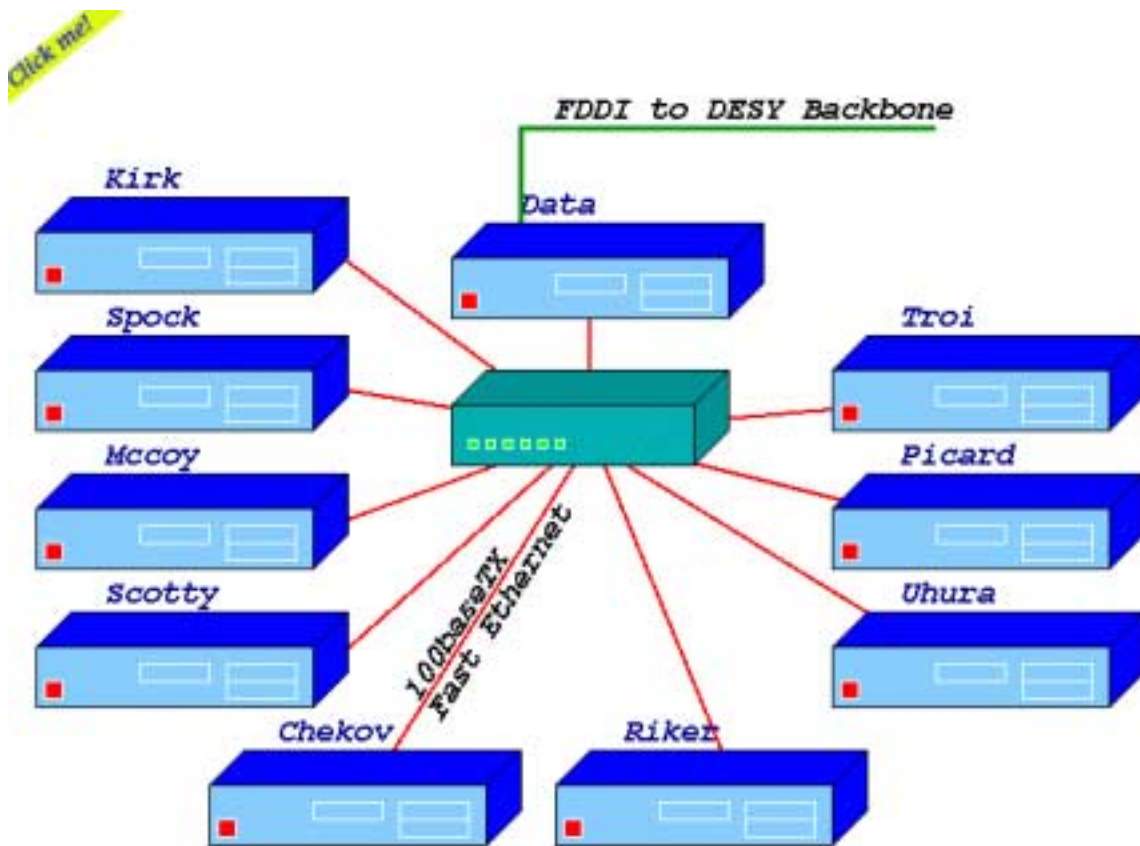 Click me!
FDDI to DESY Backbone
Kirk
Data
Spock
Troi
Mccoy
Picard
Scotty
Uhura
100baseTX
Fast Ethernet
Chekov
Riker